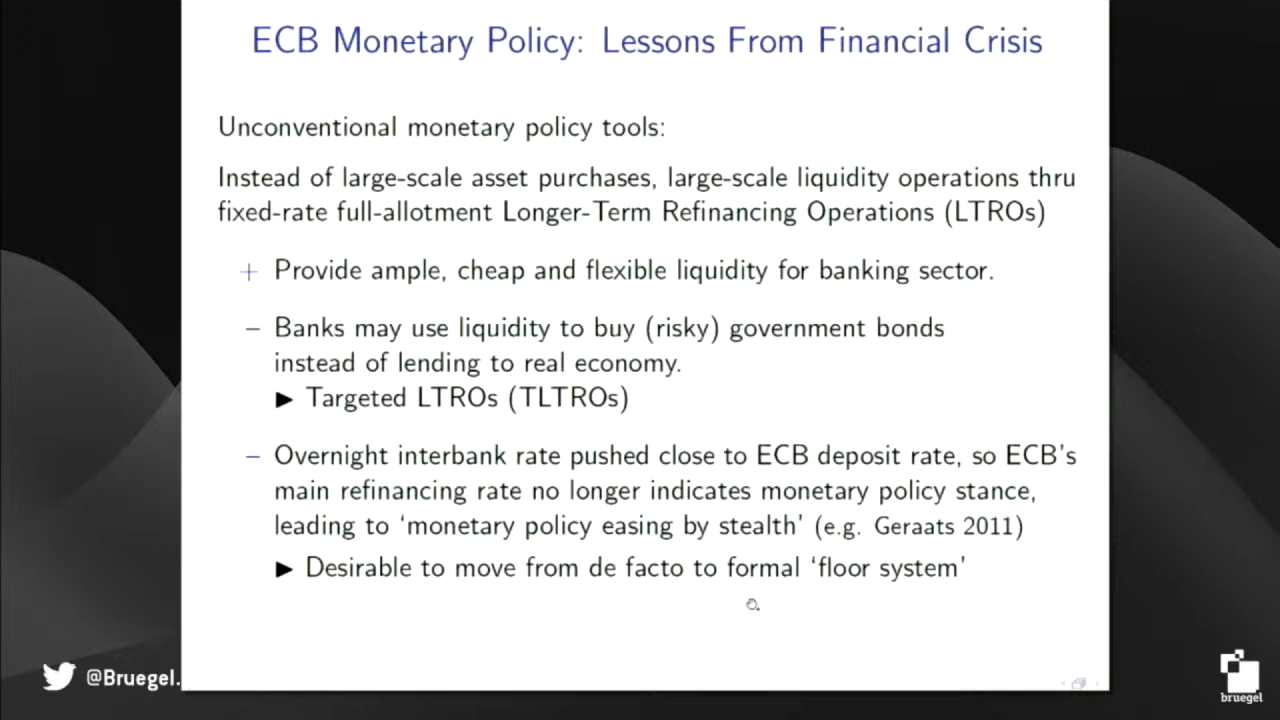 ECB Monetary Policy: Lessons From Financial Crisis
Unconventional monetary policy tools:
Instead of large-scale asset purchases, large-scale liquidity operations thru
fixed-rate full-allotment Longer-Term Refinancing Operations (LTROs)
+ Provide ample, cheap and flexible liquidity for banking sector.
– Banks may use liquidity to buy (risky) government bonds
instead of lending to real economy.
▶ Targeted LTROs (TLTROs)
– Overnight interbank rate pushed close to ECB deposit rate, so ECB's
main refinancing rate no longer indicates monetary policy stance,
leading to ‘monetary policy easing by stealth’ (e.g. Geraats 2011)
▶ Desirable to move from de facto to formal ‘floor system’
@Bruegel.
bruegel